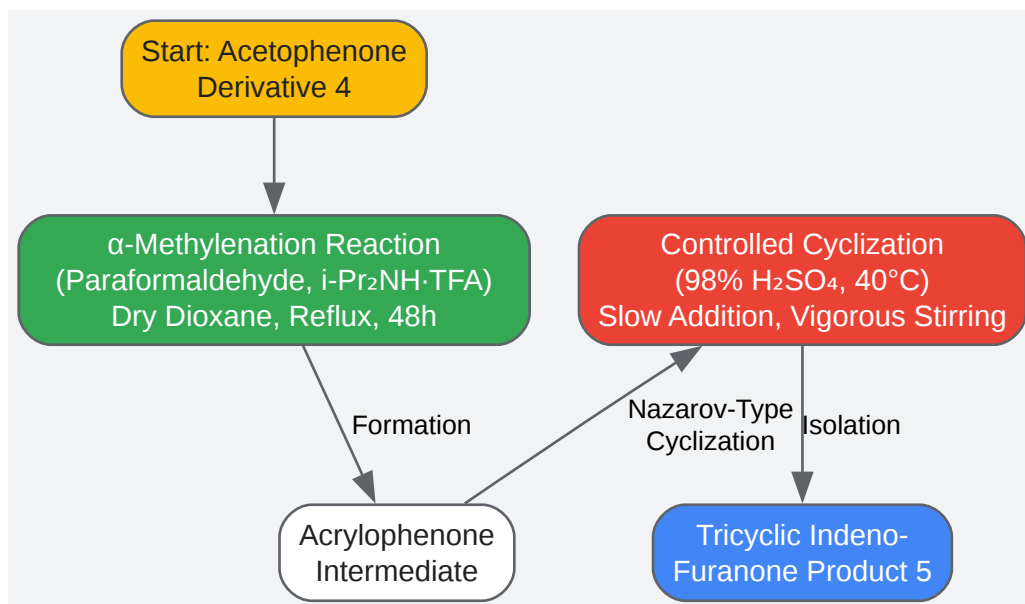 Start: Acetophenone
Derivative 4
α-Methylenation Reaction
(Paraformaldehyde, i-Pr₂NH·TFA)
Dry Dioxane, Reflux, 48h
Formation
Acrylophenone
Intermediate
Nazarov-Type
Cyclization
Controlled Cyclization
(98% H₂SO₄, 40°C)
Slow Addition, Vigorous Stirring
Isolation
Tricyclic Indeno-
Furanone Product 5